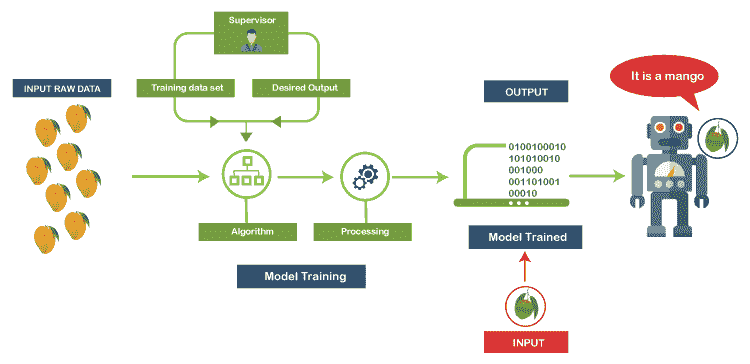 Supervisor
INPUT RAW DATA
Training data set
Desired Output
OUTPUT
It is a mango
0100100010
101010010
001000
001101001
00010
Algorithm
Processing
Model Trained
Model Training
INPUT